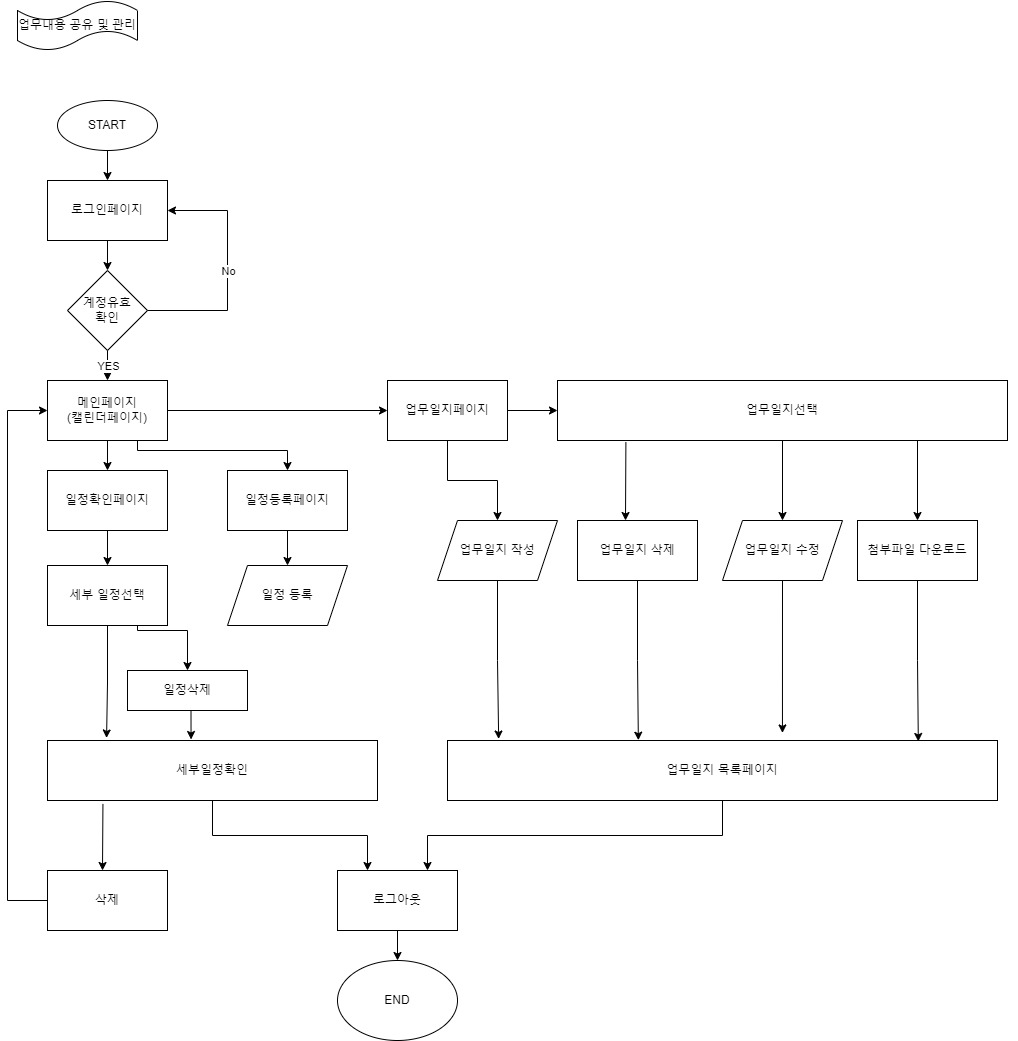 업무내용 공유 및 관리
START
로그인페이지
No
계정유효
확인
YES
메인페이지
(캘린더페이지)
업무일지페이지
업무일지선택
일정확인페이지
일정등록페이지
업무일지 작성
업무일지 삭제
업무일지 수정
첨부파일 다운로드
세부 일정선택
일정 등록
일정삭제
세부일정확인
업무일지 목록페이지
삭제
로그아웃
END